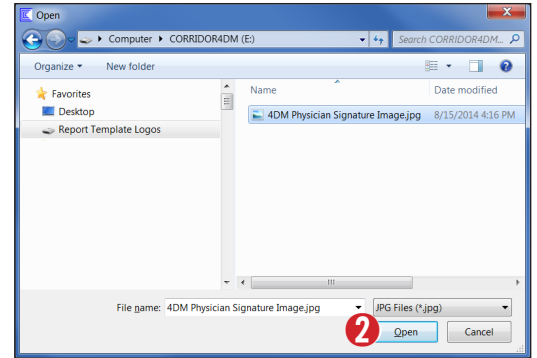 Open
Computer CORRIDOR4DM (E:)
Search CORRIDOR4DM...
Organize New folder
Favorites
Desktop
Report Template Logos
Name Date modified
4DM Physician Signature Image.jpg 8/15/2014 4:16 PM
File name: 4DM Physician Signature Image.jpg JPG Files (*.jpg)
2 Open Cancel